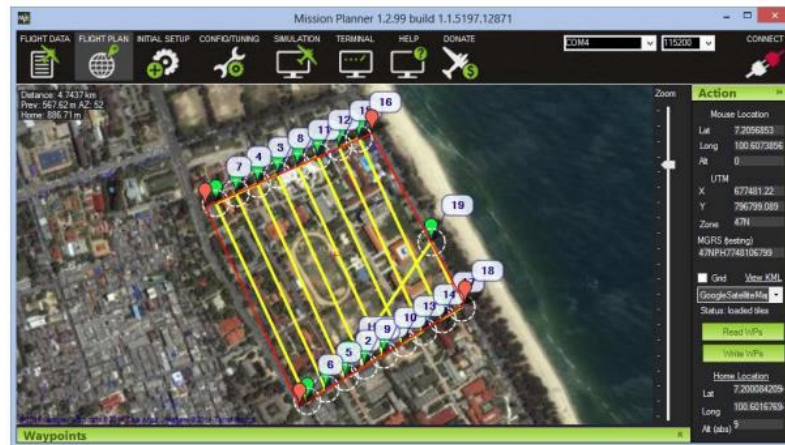 Mission Planner 1.2.99 build 1.1.5197.12871
FLIGHT DATA FLIGHT PLAN INITIAL SETUP CONFIG/TUNING SIMULATION TERMINAL HELP DONATE
COM4 115200 CONNECT
Distance: 4.7437 km
Prev: 567.62 m AZ: 52
Home: 886.71 m
Zoom
Action »
Mouse Location
Lat 7.2056853
Long 100.6073856
Alt 0
UTM
X 677481.22
Y 796799.089
Zone 47N
MGRS (testing)
47NPH7748106799
Grid View KML
GoogleSatelliteMap
Status: loaded tiles
Read WPs
Write WPs
Home Location
Lat 7.200084209
Long 100.6016769
Alt (abs) 9
16
12
11
8
3
4
7
19
18
14
13
10
9
2
5
6
Waypoints